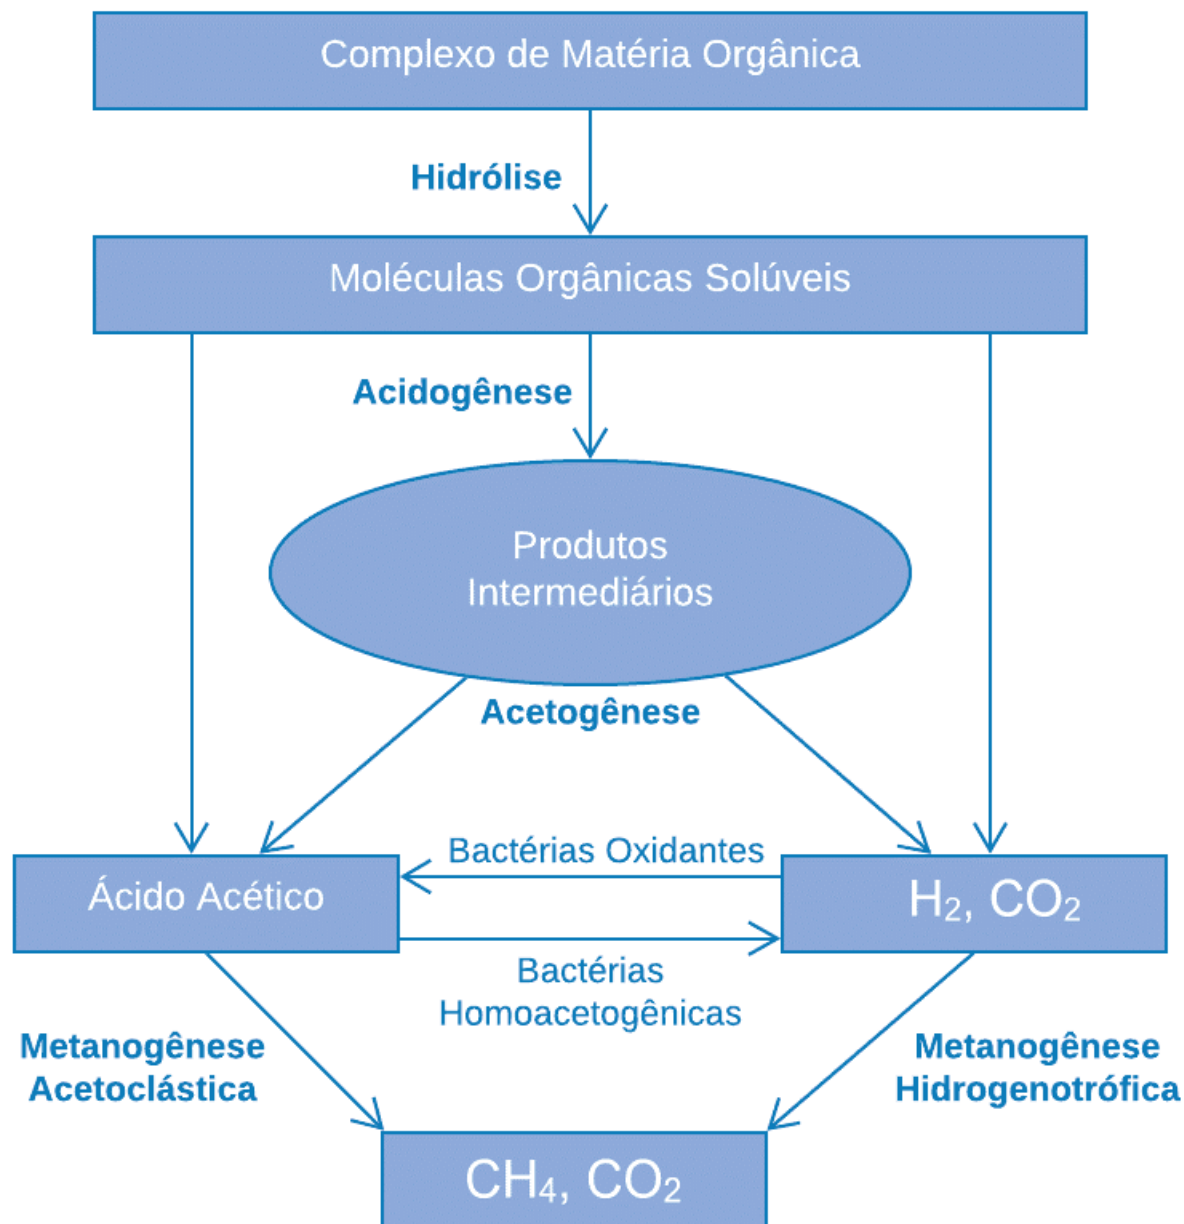 Complexo de Matéria Orgânica
Hidrólise
Moléculas Orgânicas Solúveis
Acidogênese
Produtos
Intermediários
Acetogênese
Bactérias Oxidantes
Ácido Acético
H₂, CO₂
Bactérias
Homoacetogênicas
Metanogênese
Acetoclástica
Metanogênese
Hidrogenotrófica
CH₄, CO₂